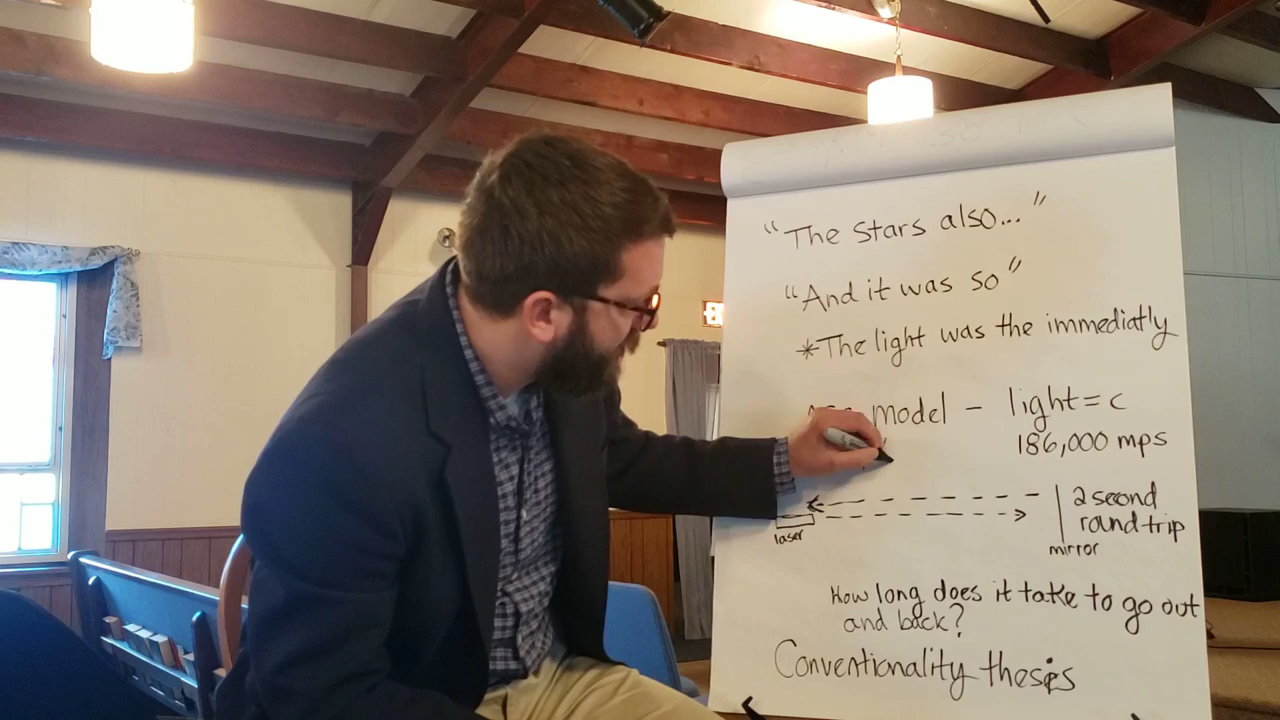 "The stars also..."
"And it was so"
*The light was the immediatly
model - light = c
186,000 mps
2 second
round trip
laser
mirror
How long does it take to go out
and back?
Conventionality thesis